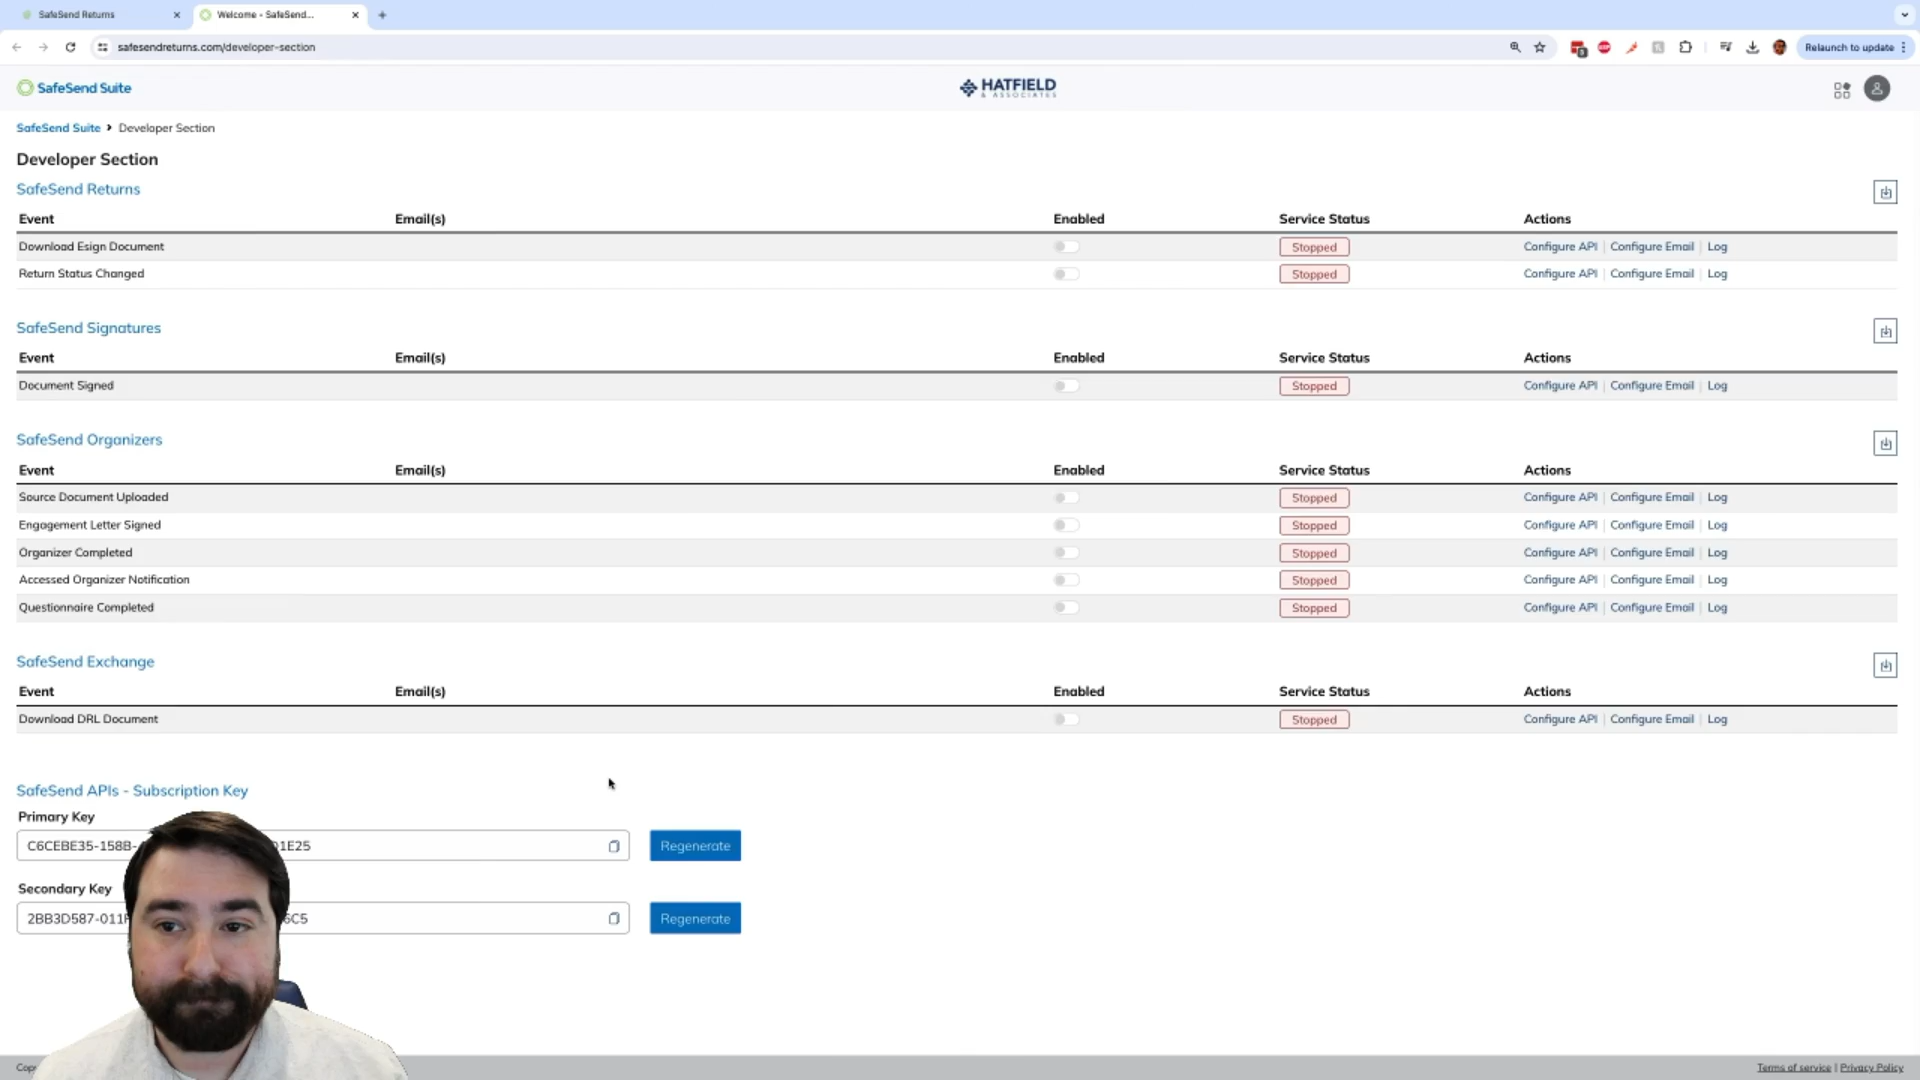 SafeSend Returns
Welcome - SafeSend...
safesendreturns.com/developer-section
Relaunch to update
SafeSend Suite
HATFIELD
& ASSOCIATES
SafeSend Suite > Developer Section
Developer Section
SafeSend Returns
Event Email(s) Enabled Service Status Actions
Download Esign Document Stopped Configure API | Configure Email | Log
Return Status Changed Stopped Configure API | Configure Email | Log
SafeSend Signatures
Event Email(s) Enabled Service Status Actions
Document Signed Stopped Configure API | Configure Email | Log
SafeSend Organizers
Event Email(s) Enabled Service Status Actions
Source Document Uploaded Stopped Configure API | Configure Email | Log
Engagement Letter Signed Stopped Configure API | Configure Email | Log
Organizer Completed Stopped Configure API | Configure Email | Log
Accessed Organizer Notification Stopped Configure API | Configure Email | Log
Questionnaire Completed Stopped Configure API | Configure Email | Log
SafeSend Exchange
Event Email(s) Enabled Service Status Actions
Download DRL Document Stopped Configure API | Configure Email | Log
SafeSend APIs - Subscription Key
Primary Key
C6CEBE35-158B- 1E25 Regenerate
Secondary Key
2BB3D587-011 6C5 Regenerate
Terms of service | Privacy Policy